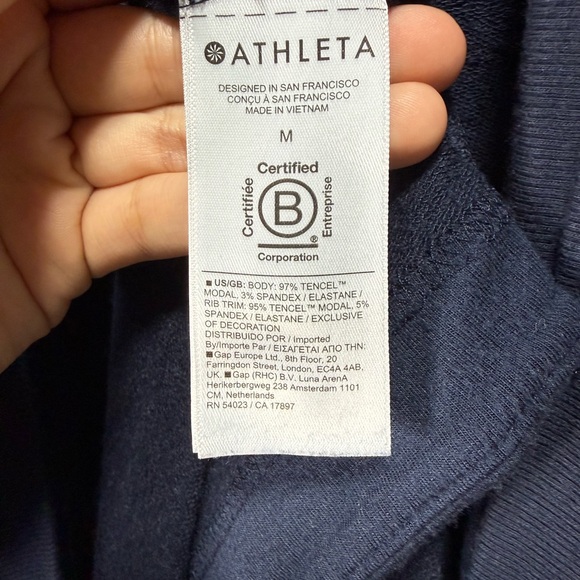 ATHLETA
DESIGNED IN SAN FRANCISCO
CONÇU À SAN FRANCISCO
MADE IN VIETNAM
M
Certified
Certifiée
B
Entreprise
®
Corporation
■ US/GB: BODY: 97% TENCEL™
MODAL, 3% SPANDEX / ELASTANE /
RIB TRIM: 95% TENCEL™ MODAL, 5%
SPANDEX / ELASTANE / EXCLUSIVE
OF DECORATION
DISTRIBUIDO POR / Imported
By/Importe Par / ΕΙΣΑΓΕΤΑΙ ΑΠΟ ΤΗΝ:
■ Gap Europe Ltd., 8th Floor, 20
Farringdon Street, London, EC4A 4AB,
UK. ■ Gap (RHC) B.V. Luna ArenA
Herikerbergweg 238 Amsterdam 1101
CM, Netherlands
RN 54023 / CA 17897